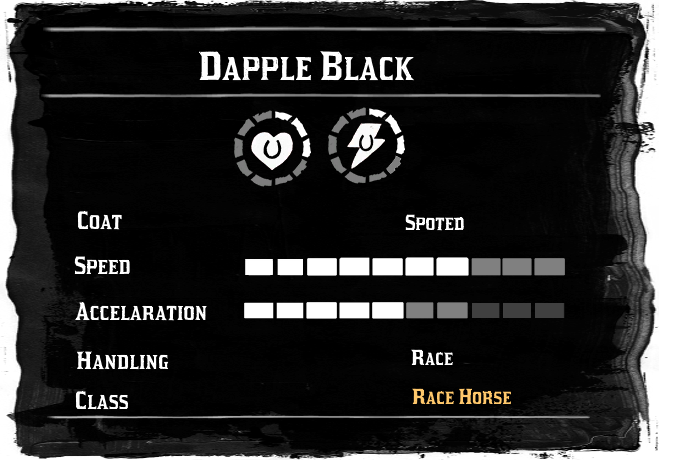 Dapple Black
Coat Spoted
Speed
Accelaration
Handling Race
Class Race Horse